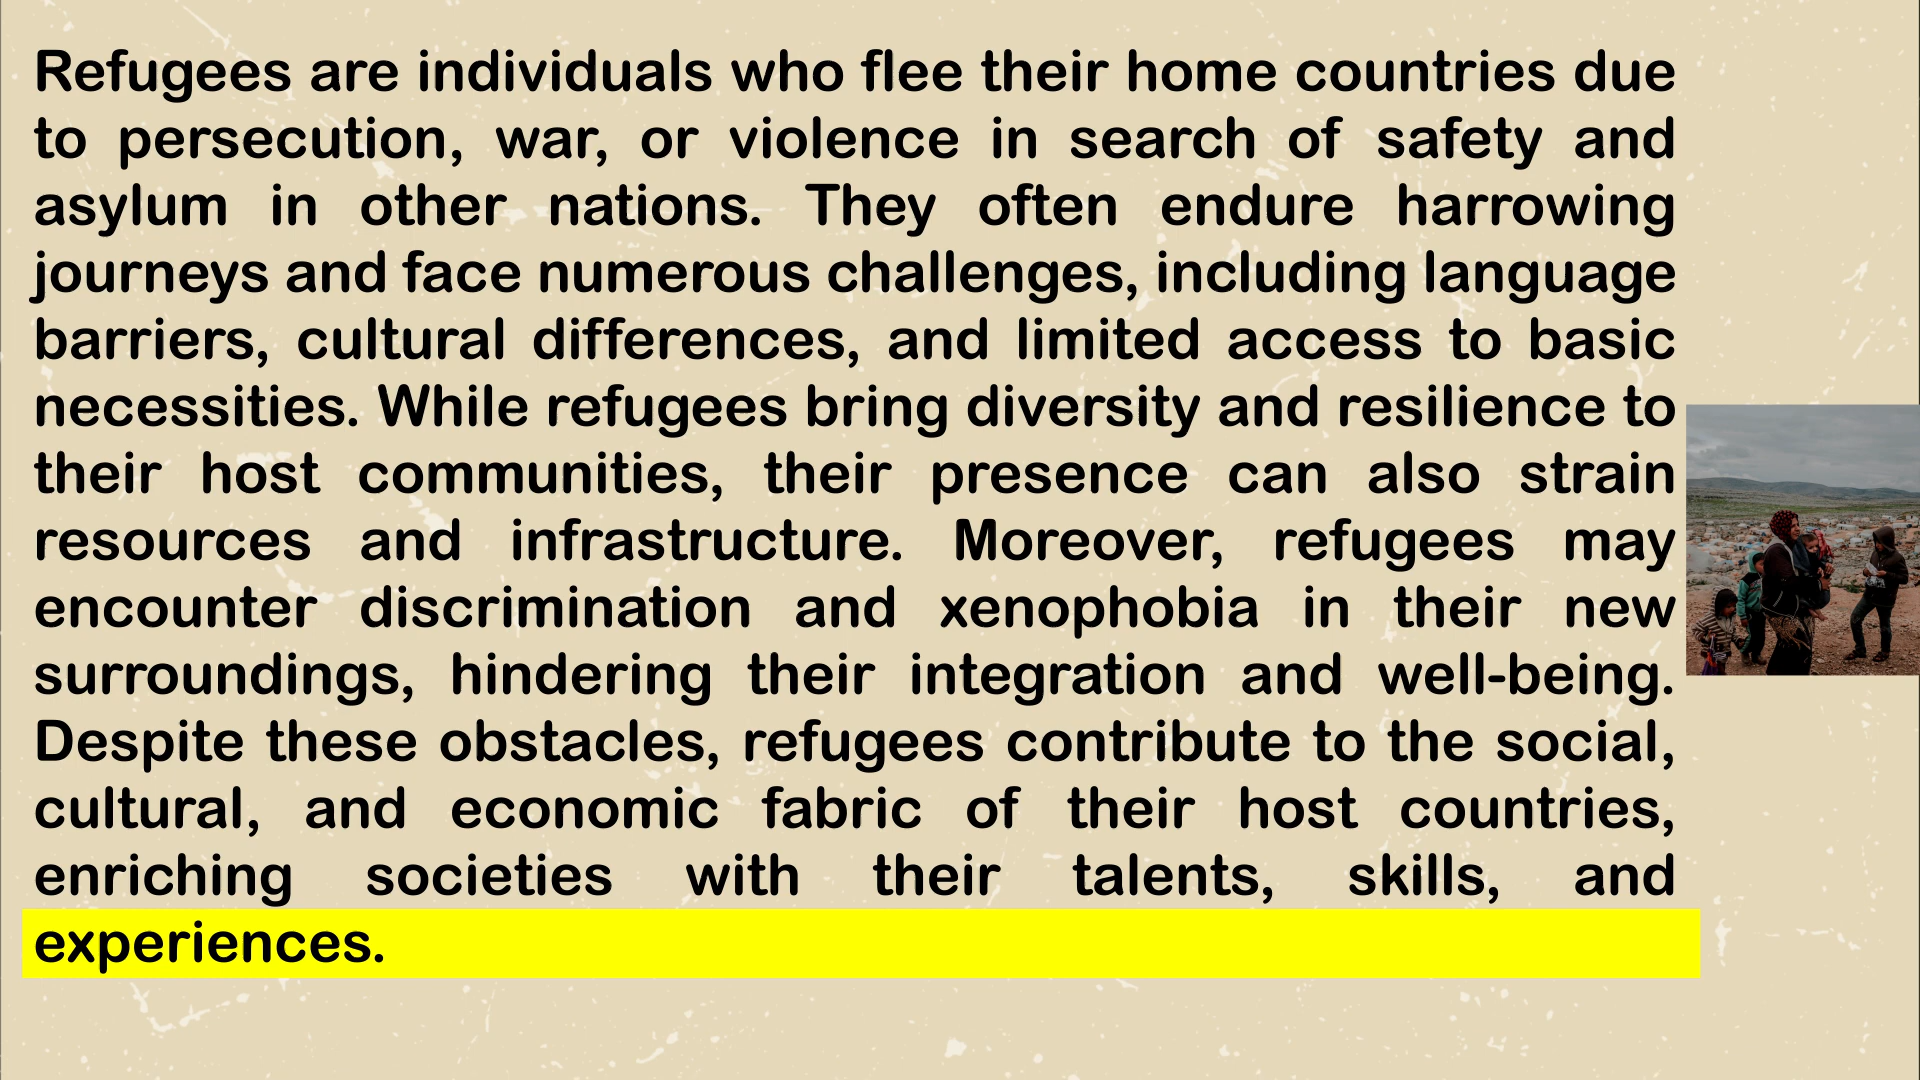 Refugees are individuals who flee their home countries due
to persecution, war, or violence in search of safety and
asylum in other nations. They often endure harrowing
journeys and face numerous challenges, including language
barriers, cultural differences, and limited access to basic
necessities. While refugees bring diversity and resilience to
their host communities, their presence can also strain
resources and infrastructure. Moreover, refugees may
encounter discrimination and xenophobia in their new
surroundings, hindering their integration and well-being.
Despite these obstacles, refugees contribute to the social,
cultural, and economic fabric of their host countries,
enriching societies with their talents, skills, and
experiences.